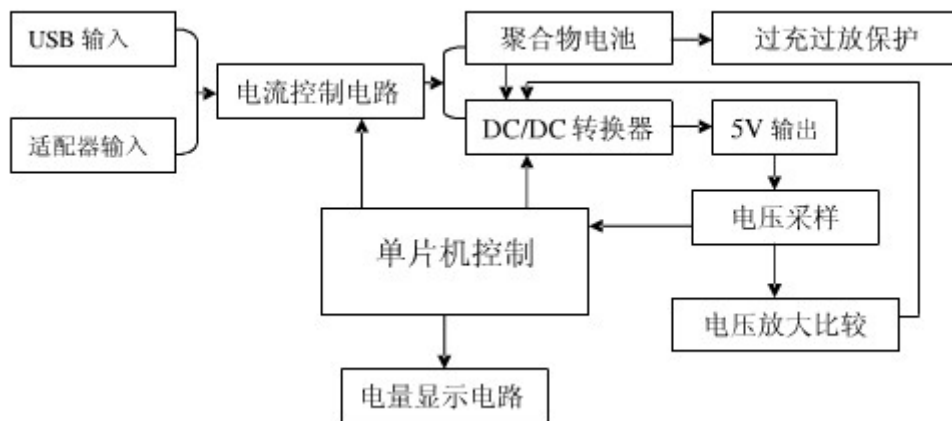 USB 输入
聚合物电池
过充过放保护
电流控制电路
适配器输入
DC/DC 转换器
5V 输出
电压采样
单片机控制
电压放大比较
电量显示电路